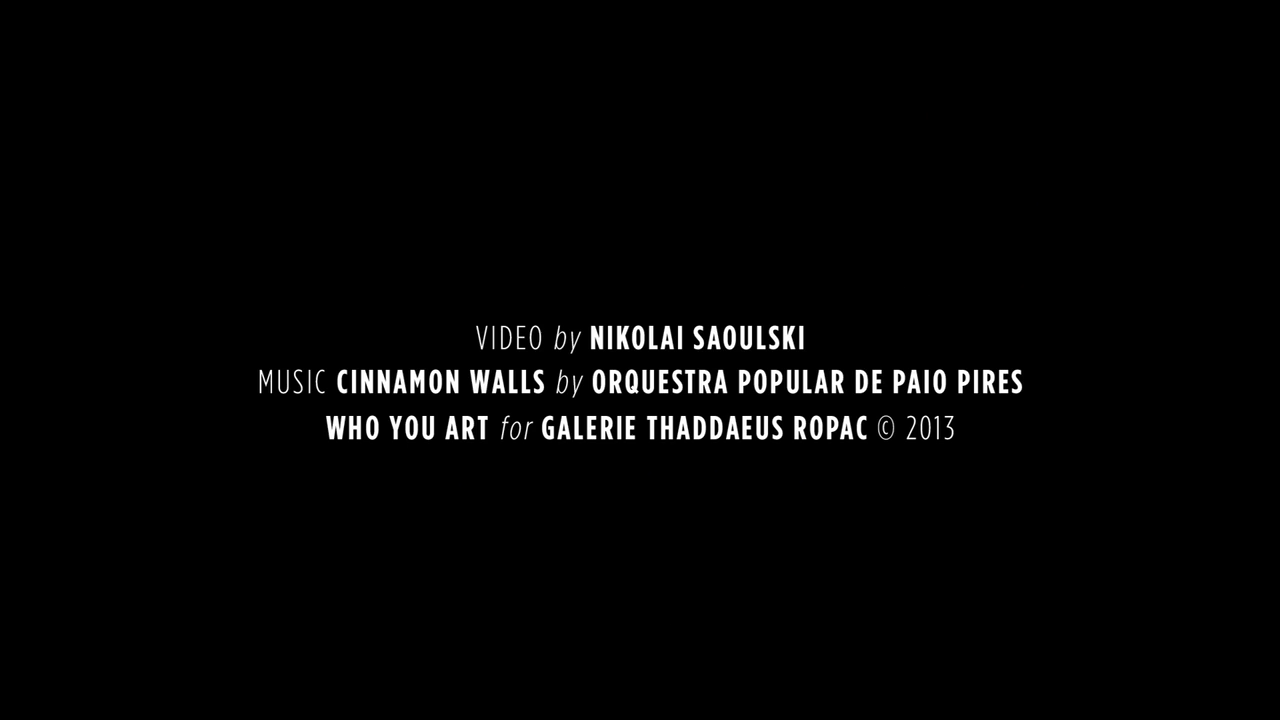 VIDEO by NIKOLAI SAOULSKI
MUSIC CINNAMON WALLS by ORQUESTRA POPULAR DE PAIO PIRES
WHO YOU ART for GALERIE THADDAEUS ROPAC © 2013